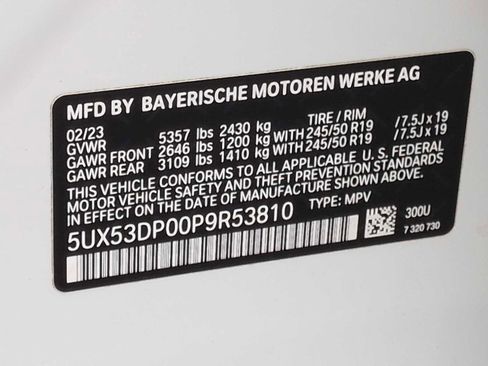 MFD BY BAYERISCHE MOTOREN WERKE AG
02/23 TIRE / RIM
GVWR 5357 lbs 2430 kg
GAWR FRONT 2646 lbs 1200 kg WITH 245/50 R19 /7.5J x 19
GAWR REAR 3109 lbs 1410 kg WITH 245/50 R19 /7.5J x 19
THIS VEHICLE CONFORMS TO ALL APPLICABLE U.S. FEDERAL
MOTOR VEHICLE SAFETY AND THEFT PREVENTION STANDARDS
IN EFFECT ON THE DATE OF MANUFACTURE SHOWN ABOVE.
5UX53DP00P9R53810 TYPE: MPV
300U
7 320 730